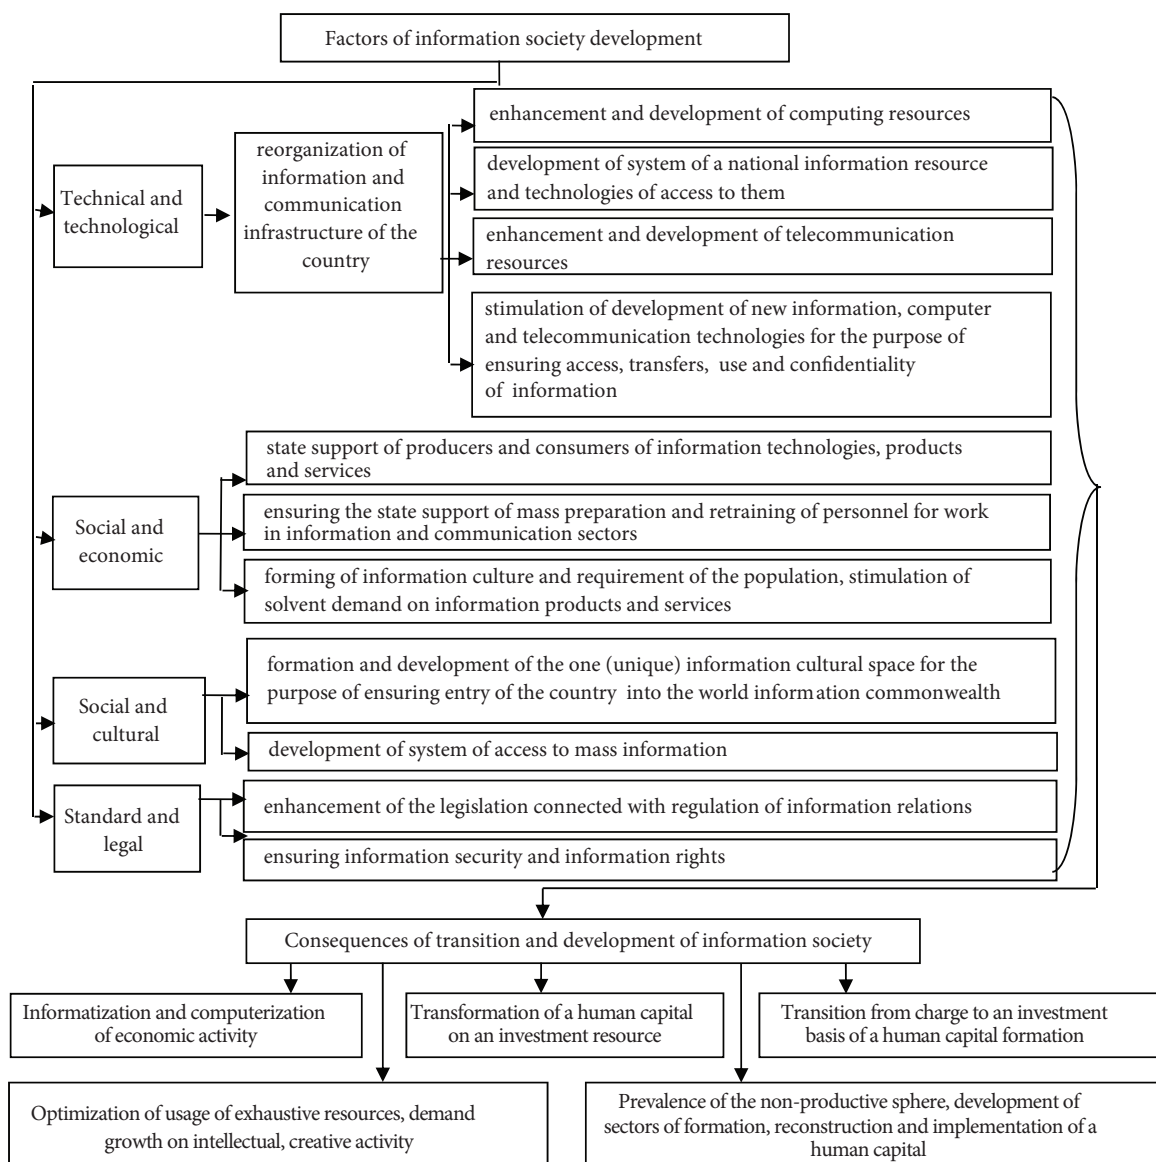 Factors of information society development
Technical and
technological
reorganization of
information and
communication
infrastructure of the
country
enhancement and development of computing resources
development of system of a national information resource
and technologies of access to them
enhancement and development of telecommunication
resources
stimulation of development of new information, computer
and telecommunication technologies for the purpose of
ensuring access, transfers, use and confidentiality
of information
Social and
economic
state support of producers and consumers of information technologies, products
and services
ensuring the state support of mass preparation and retraining of personnel for work
in information and communication sectors
forming of information culture and requirement of the population, stimulation of
solvent demand on information products and services
Social and
cultural
formation and development of the one (unique) information cultural space for the
purpose of ensuring entry of the country into the world information commonwealth
development of system of access to mass information
Standard and
legal
enhancement of the legislation connected with regulation of information relations
ensuring information security and information rights
Consequences of transition and development of information society
Informatization and computerization
of economic activity
Transformation of a human capital
on an investment resource
Transition from charge to an investment
basis of a human capital formation
Optimization of usage of exhaustive resources, demand
growth on intellectual, creative activity
Prevalence of the non-productive sphere, development of
sectors of formation, reconstruction and implementation of a
human capital